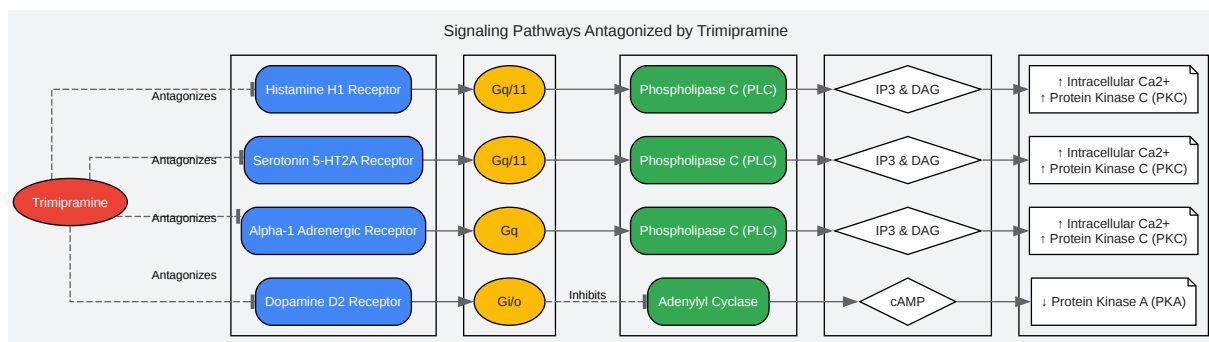 Signaling Pathways Antagonized by Trimipramine
Trimipramine
Antagonizes
Histamine H1 Receptor
Gq/11
Phospholipase C (PLC)
IP3 & DAG
↑ Intracellular Ca2+
↑ Protein Kinase C (PKC)
Antagonizes
Serotonin 5-HT2A Receptor
Gq/11
Phospholipase C (PLC)
IP3 & DAG
↑ Intracellular Ca2+
↑ Protein Kinase C (PKC)
Antagonizes
Alpha-1 Adrenergic Receptor
Gq
Phospholipase C (PLC)
IP3 & DAG
↑ Intracellular Ca2+
↑ Protein Kinase C (PKC)
Antagonizes
Dopamine D2 Receptor
Gi/o
Inhibits
Adenylyl Cyclase
cAMP
↓ Protein Kinase A (PKA)